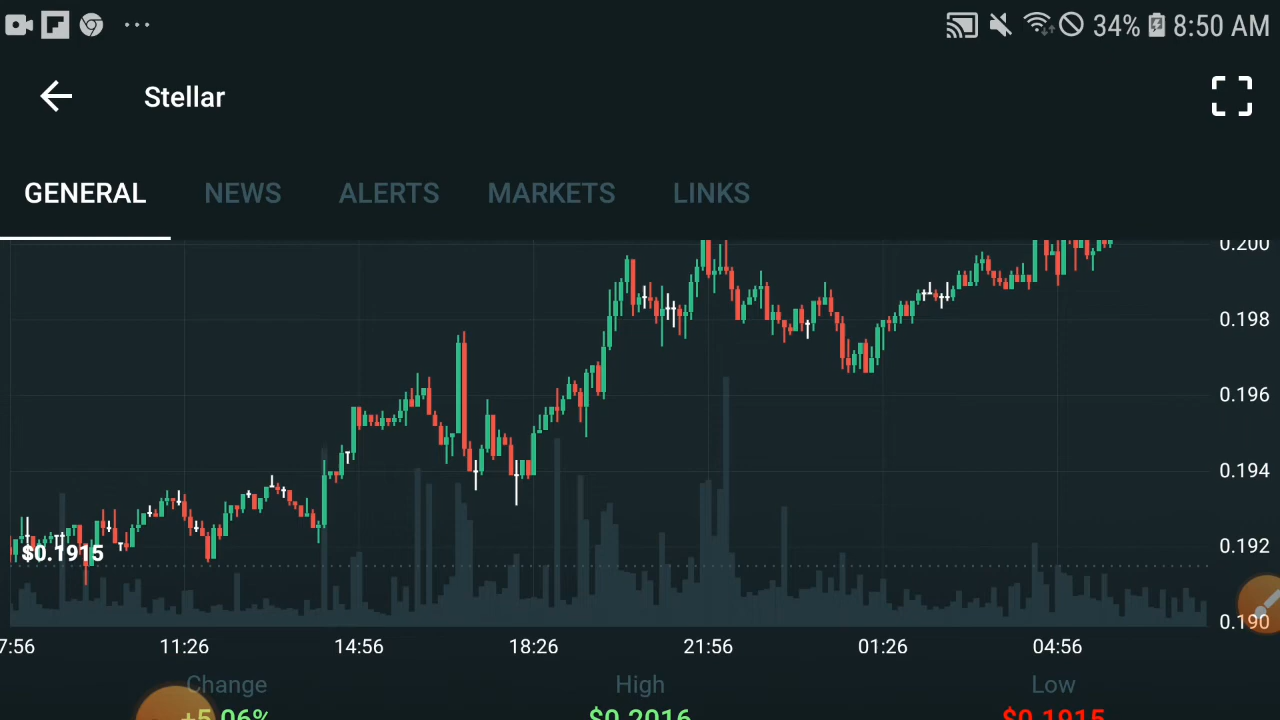 34% 8:50 AM
Stellar
GENERAL NEWS ALERTS MARKETS LINKS
0.200
0.198
0.196
0.194
0.192
$0.1915
0.190
7:56 11:26 14:56 18:26 21:56 01:26 04:56
Change High Low
+5.06% $0.2016 $0.1915